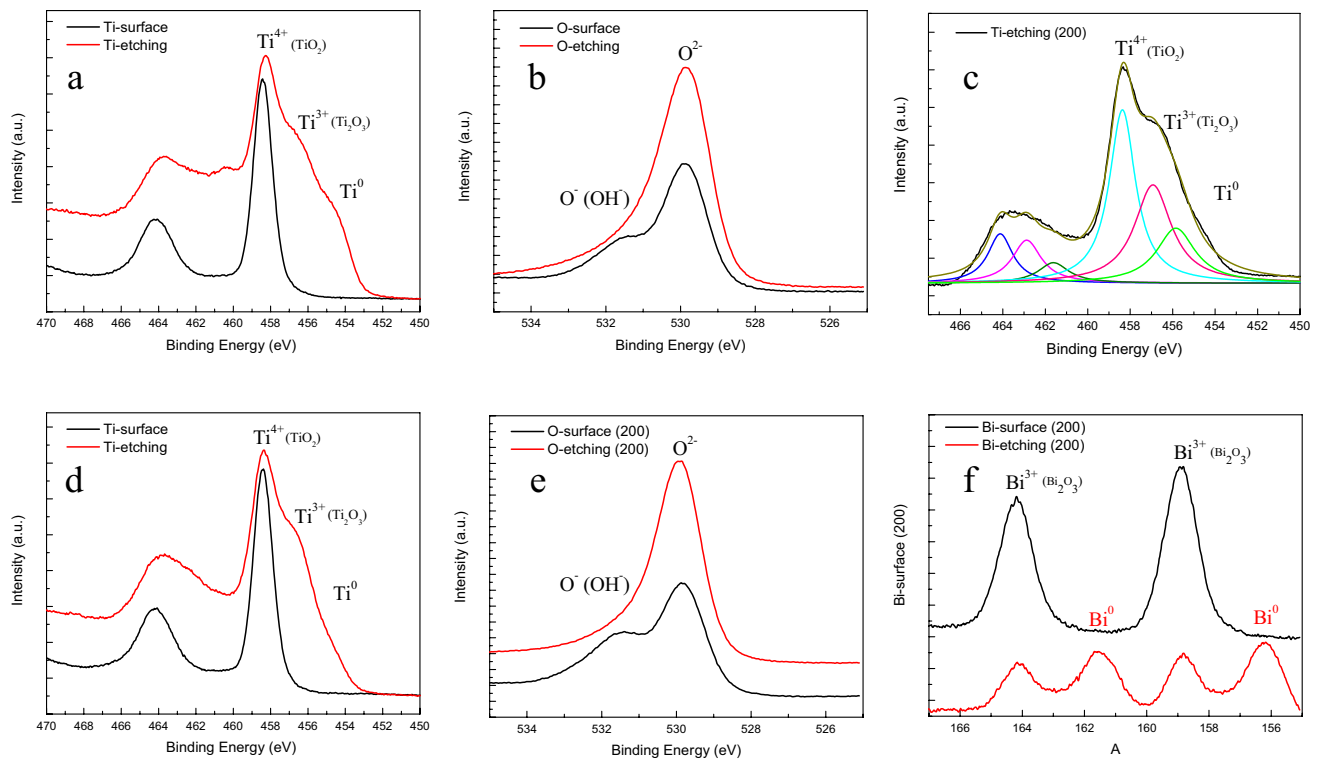 Ti-surface
Ti-etching
a
Ti4+ (TiO2)
Ti3+ (Ti2O3)
Ti0
Intensity (a.u.)
470 468 466 464 462 460 458 456 454 452 450
Binding Energy (eV)
O-surface
O-etching
b
O2-
O- (OH-)
Intensity (a.u.)
534 532 530 528 526
Binding Energy (eV)
Ti-etching (200)
c
Ti4+
(TiO2)
Ti3+ (Ti2O3)
Ti0
Intensity (a.u.)
466 464 462 460 458 456 454 452 450
Binding Energy (eV)
Ti-surface
Ti-etching
d
Ti4+ (TiO2)
Ti3+ (Ti2O3)
Ti0
Intensity (a.u.)
470 468 466 464 462 460 458 456 454 452 450
Binding Energy (eV)
O-surface (200)
O-etching (200)
e
O2-
O- (OH-)
Intensity (a.u.)
534 532 530 528 526
Binding Energy (eV)
Bi-surface (200)
Bi-etching (200)
f
Bi3+ (Bi2O3)
Bi3+ (Bi2O3)
Bi0
Bi0
Bi-surface (200)
166 164 162 160 158 156
A